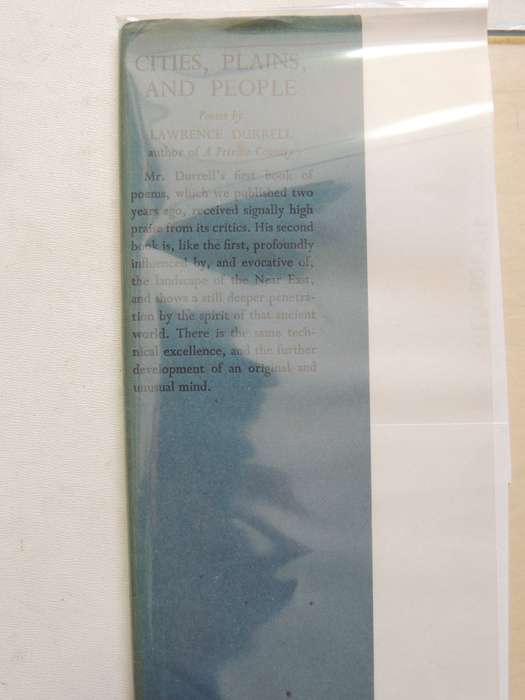 CITIES, PLAINS,
AND PEOPLE
Poems by
LAWRENCE DURRELL
author of A Private Country
Mr. Durrell's first book of
poems, which we published two
years ago, received signally high
praise from its critics. His second
book is, like the first, profoundly
influenced by, and evocative of,
the landscape of the Near East,
and shows a still deeper penetra-
tion by the spirit of that ancient
world. There is the same tech-
nical excellence, and the further
development of an original and
unusual mind.